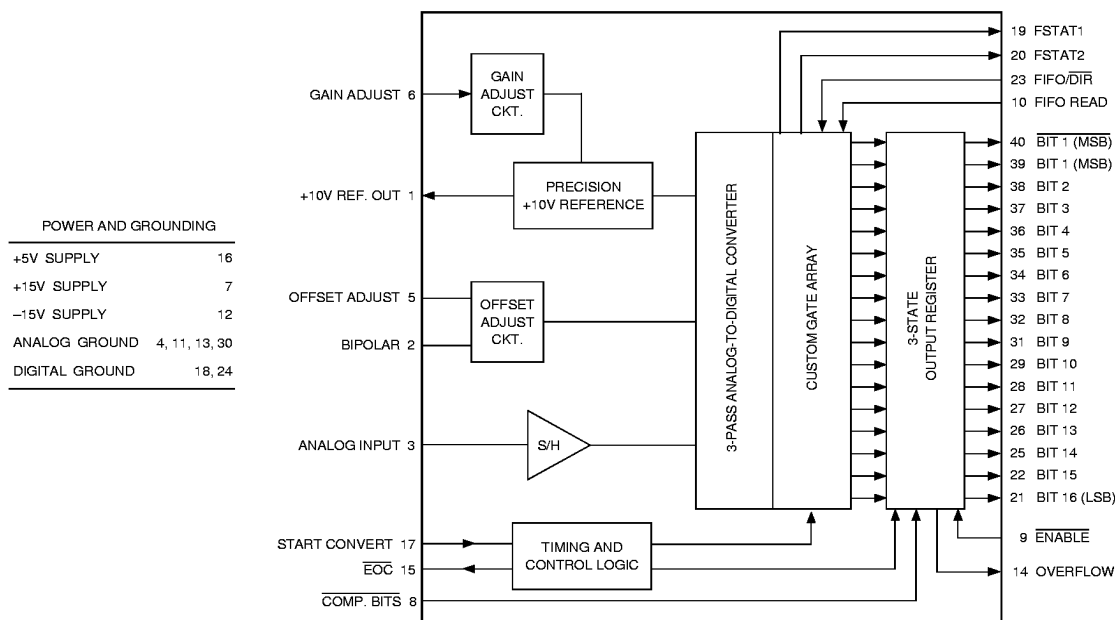 POWER AND GROUNDING
+5V SUPPLY 16
+15V SUPPLY 7
–15V SUPPLY 12
ANALOG GROUND 4, 11, 13, 30
DIGITAL GROUND 18, 24
GAIN ADJUST 6
+10V REF. OUT 1
OFFSET ADJUST 5
BIPOLAR 2
ANALOG INPUT 3
START CONVERT 17
EOC 15
COMP. BITS 8
GAIN
ADJUST
CKT.
PRECISION
+10V REFERENCE
OFFSET
ADJUST
CKT.
S/H
TIMING AND
CONTROL LOGIC
3-PASS ANALOG-TO-DIGITAL CONVERTER
CUSTOM GATE ARRAY
3-STATE
OUTPUT REGISTER
19 FSTAT1
20 FSTAT2
23 FIFO/DIR
10 FIFO READ
40 BIT 1 (MSB)
39 BIT 1 (MSB)
38 BIT 2
37 BIT 3
36 BIT 4
35 BIT 5
34 BIT 6
33 BIT 7
32 BIT 8
31 BIT 9
29 BIT 10
28 BIT 11
27 BIT 12
26 BIT 13
25 BIT 14
22 BIT 15
21 BIT 16 (LSB)
9 ENABLE
14 OVERFLOW